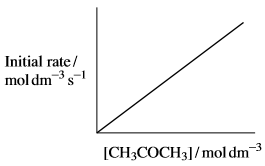 Initial rate /
mol dm⁻³ s⁻¹
[CH₃COCH₃] / mol dm⁻³